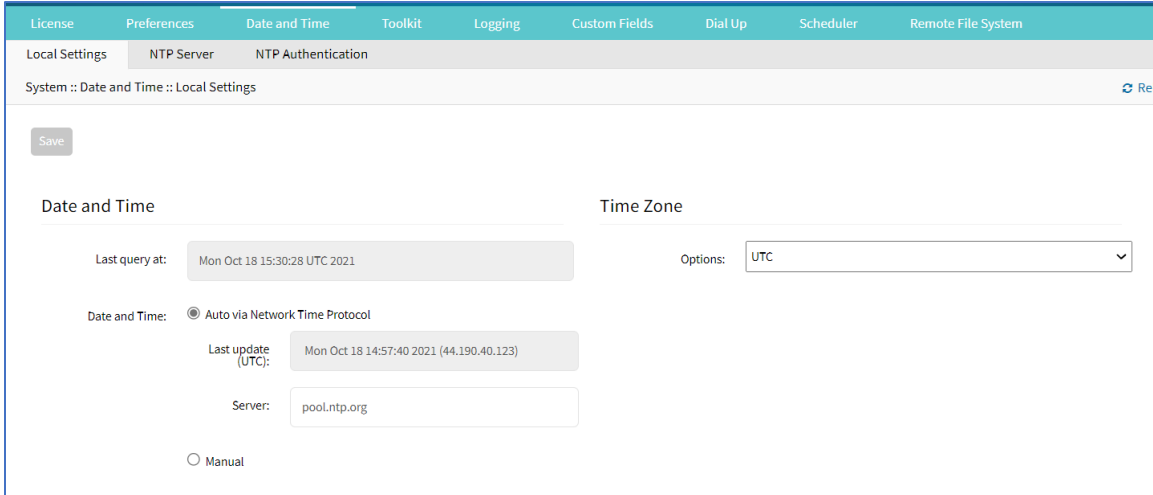 License Preferences Date and Time Toolkit Logging Custom Fields Dial Up Scheduler Remote File System
Local Settings NTP Server NTP Authentication
System :: Date and Time :: Local Settings
Save
Date and Time
Last query at: Mon Oct 18 15:30:28 UTC 2021
Date and Time: Auto via Network Time Protocol
Last update
(UTC): Mon Oct 18 14:57:40 2021 (44.190.40.123)
Server: pool.ntp.org
Manual
Time Zone
Options: UTC